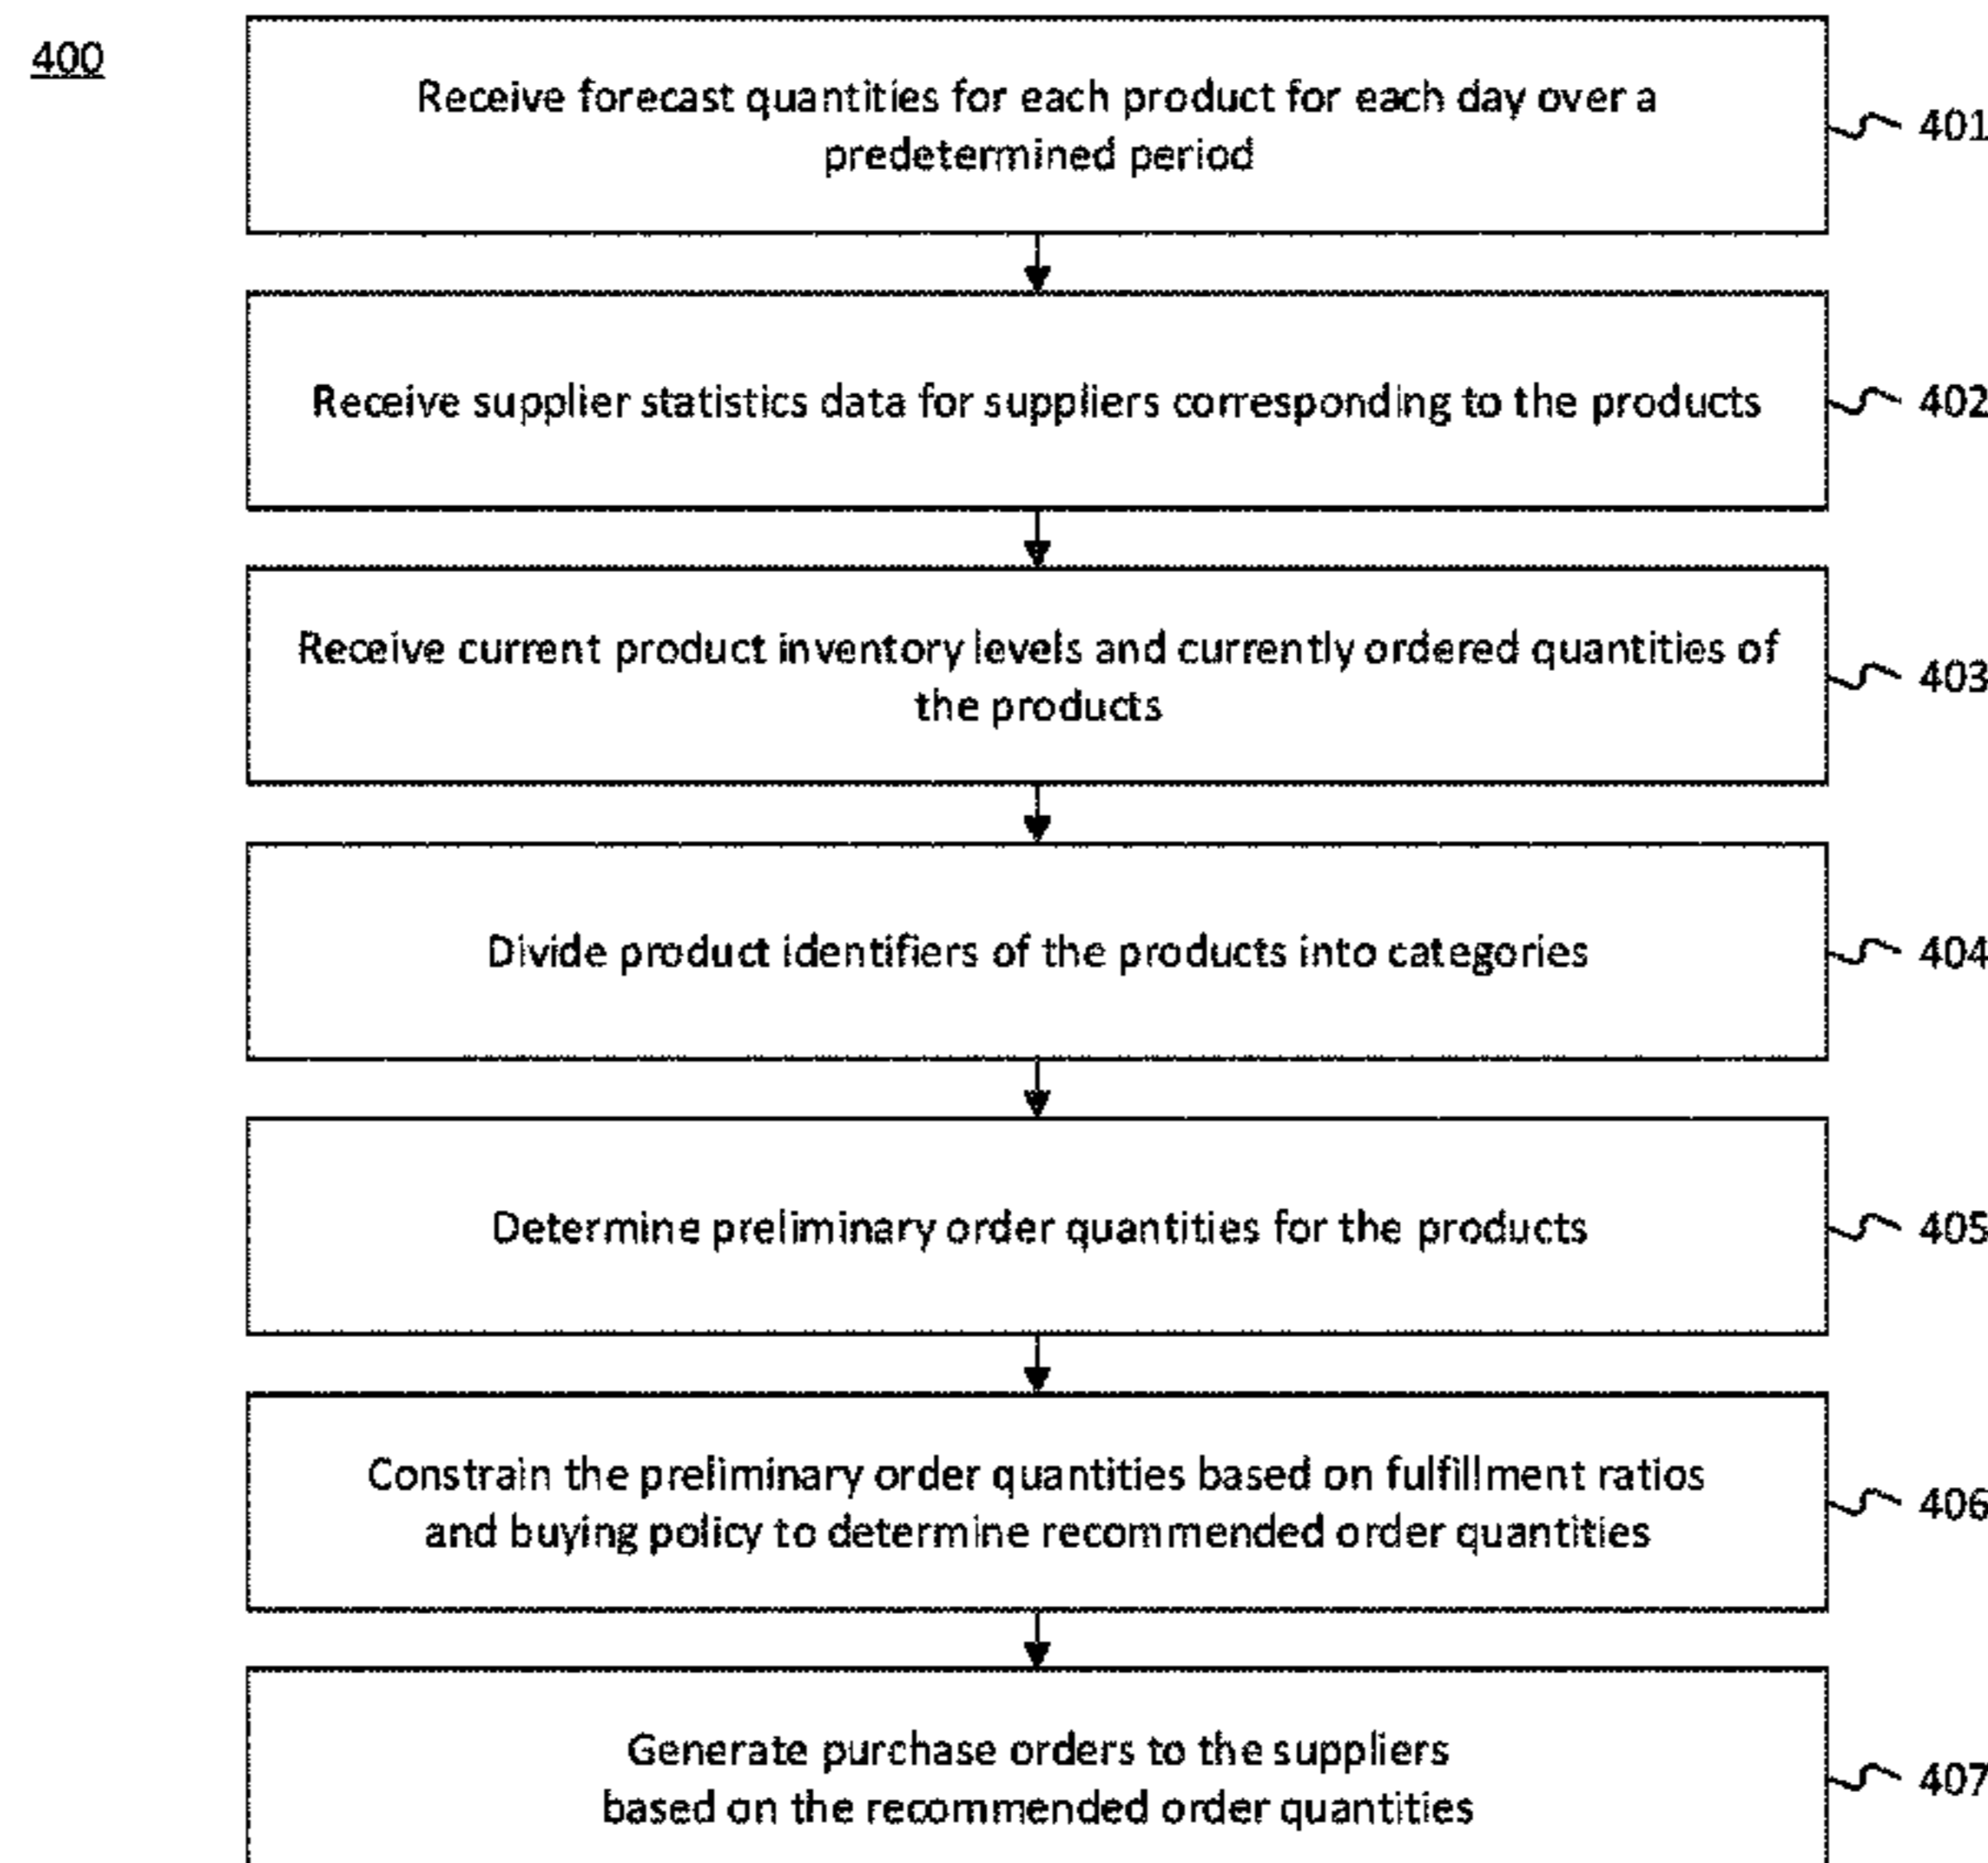 400
Receive forecast quantities for each product for each day over a
predetermined period
401
Receive supplier statistics data for suppliers corresponding to the products
402
Receive current product inventory levels and currently ordered quantities of
the products
403
Divide product identifiers of the products into categories
404
Determine preliminary order quantities for the products
405
Constrain the preliminary order quantities based on fulfillment ratios
and buying policy to determine recommended order quantities
406
Generate purchase orders to the suppliers
based on the recommended order quantities
407